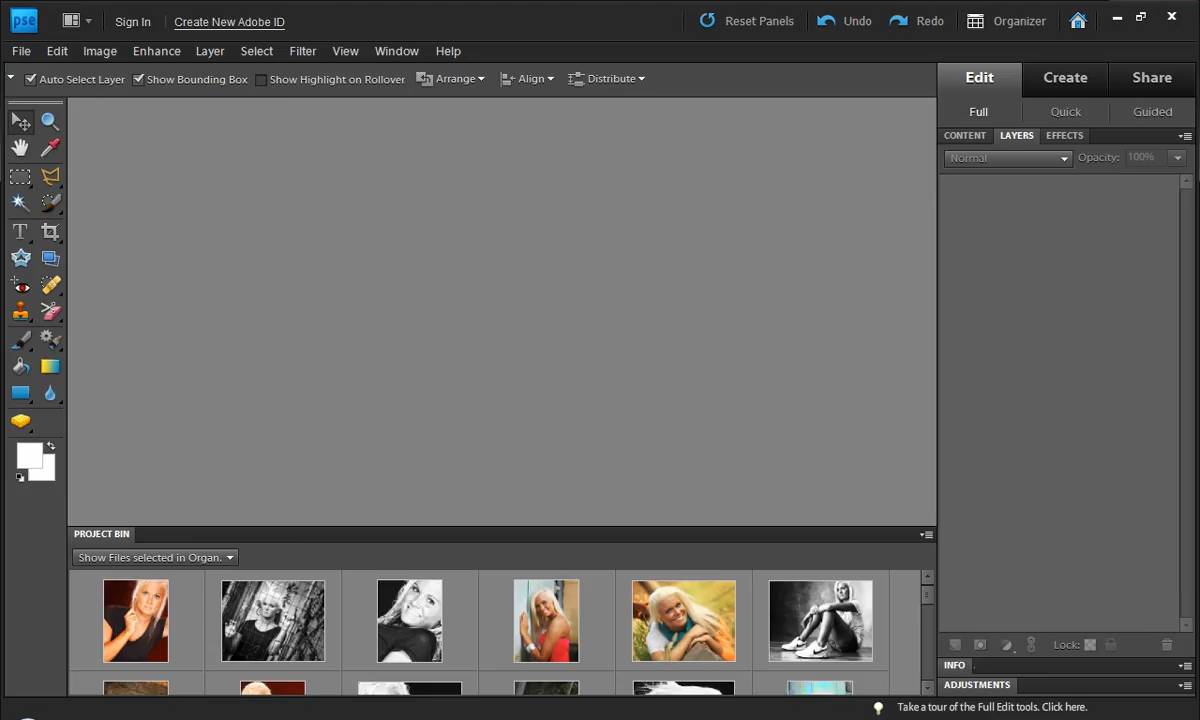 pse Sign In Create New Adobe ID Reset Panels Undo Redo Organizer
File Edit Image Enhance Layer Select Filter View Window Help
Auto Select Layer Show Bounding Box Show Highlight on Rollover Arrange Align Distribute
Edit Create Share
Full Quick Guided
CONTENT LAYERS EFFECTS
Normal Opacity: 100%
T
PROJECT BIN
Show Files selected in Organ.
Lock:
INFO
ADJUSTMENTS
Take a tour of the Full Edit tools. Click here.